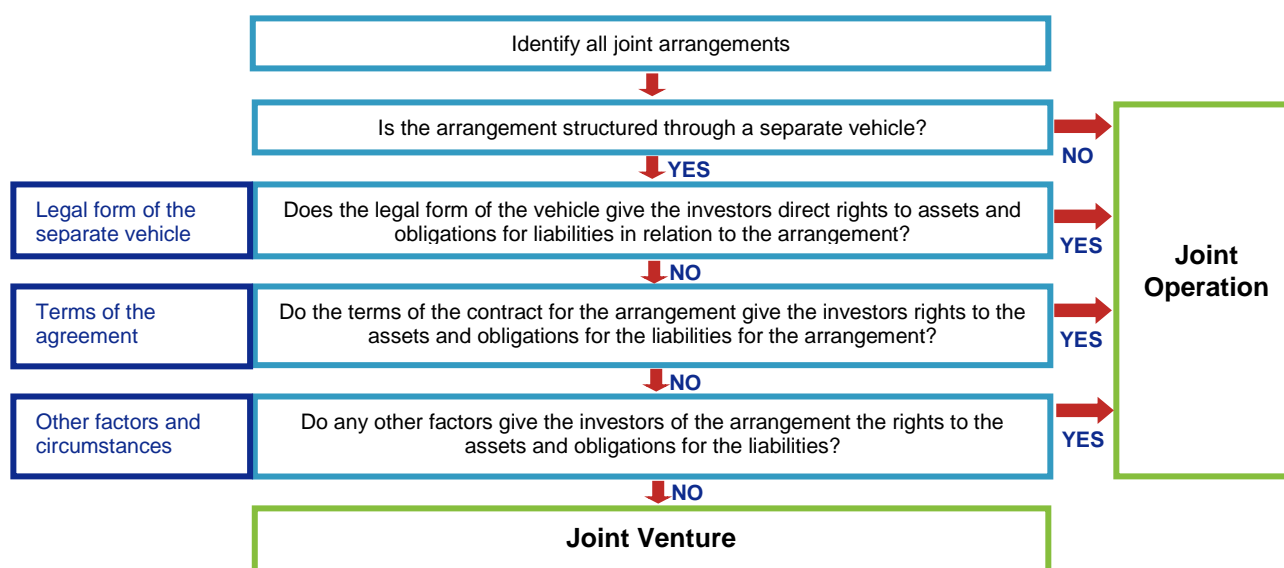 Identify all joint arrangements
Is the arrangement structured through a separate vehicle?
NO
YES
Legal form of the
separate vehicle
Does the legal form of the vehicle give the investors direct rights to assets and
obligations for liabilities in relation to the arrangement?
YES
NO
Joint
Operation
Terms of the
agreement
Do the terms of the contract for the arrangement give the investors rights to the
assets and obligations for the liabilities for the arrangement?
YES
NO
Other factors and
circumstances
Do any other factors give the investors of the arrangement the rights to the
assets and obligations for the liabilities?
YES
NO
Joint Venture